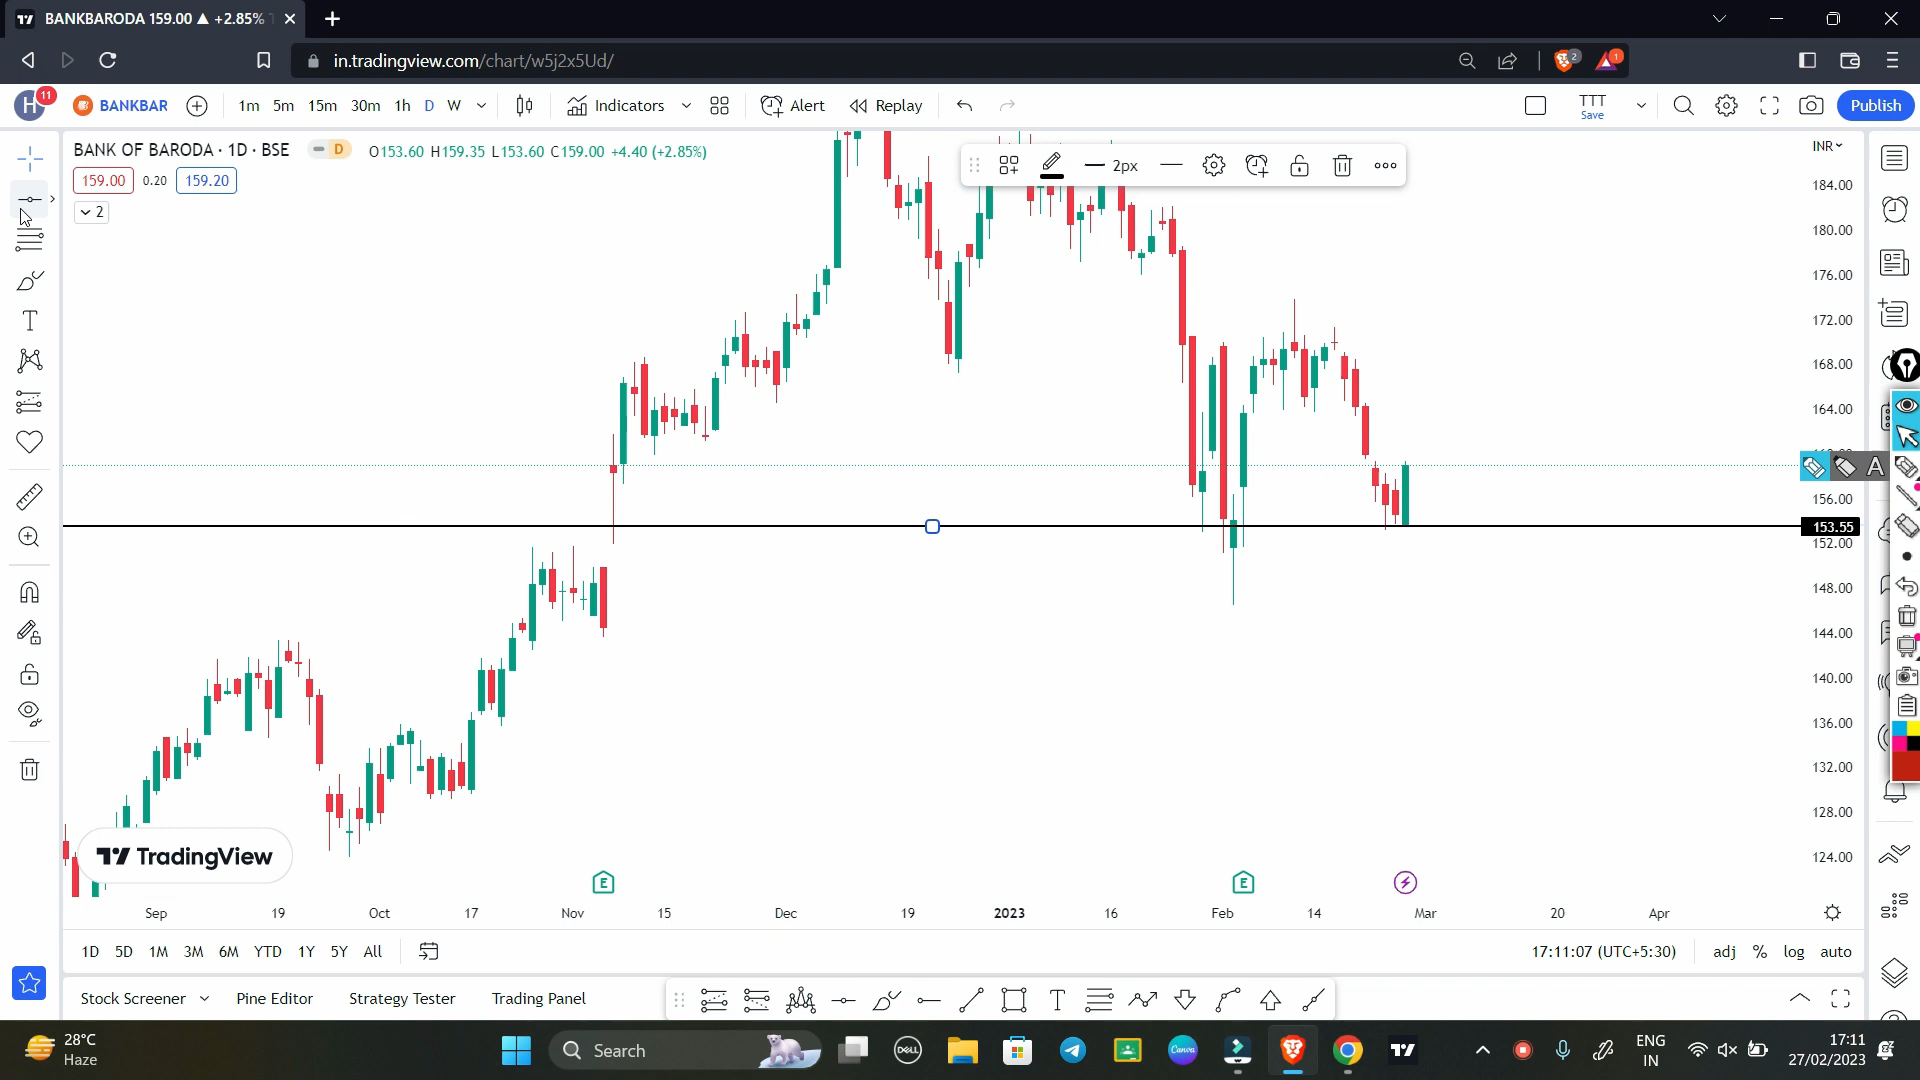 BANKBARODA 159.00 ▲ +2.85%
in.tradingview.com/chart/w5j2x5Ud/
2
1
H
11
BANKBAR
1m 5m 15m 30m 1h D W
Indicators
Alert
Replay
TTT
Save
Publish
BANK OF BARODA · 1D · BSE
D
O153.60 H159.35 L153.60 C159.00 +4.40 (+2.85%)
159.00 0.20 159.20
2
2px
INR
184.00
180.00
176.00
172.00
168.00
164.00
A
156.00
153.55
152.00
148.00
144.00
140.00
136.00
132.00
128.00
124.00
TradingView
E
E
Sep 19 Oct 17 Nov 15 Dec 19 2023 16 Feb 14 Mar 20 Apr
1D 5D 1M 3M 6M YTD 1Y 5Y All
17:11:07 (UTC+5:30) adj % log auto
Stock Screener Pine Editor Strategy Tester Trading Panel
28°C
Haze
Search
DELL
Canva
ENG
IN
17:11
27/02/2023